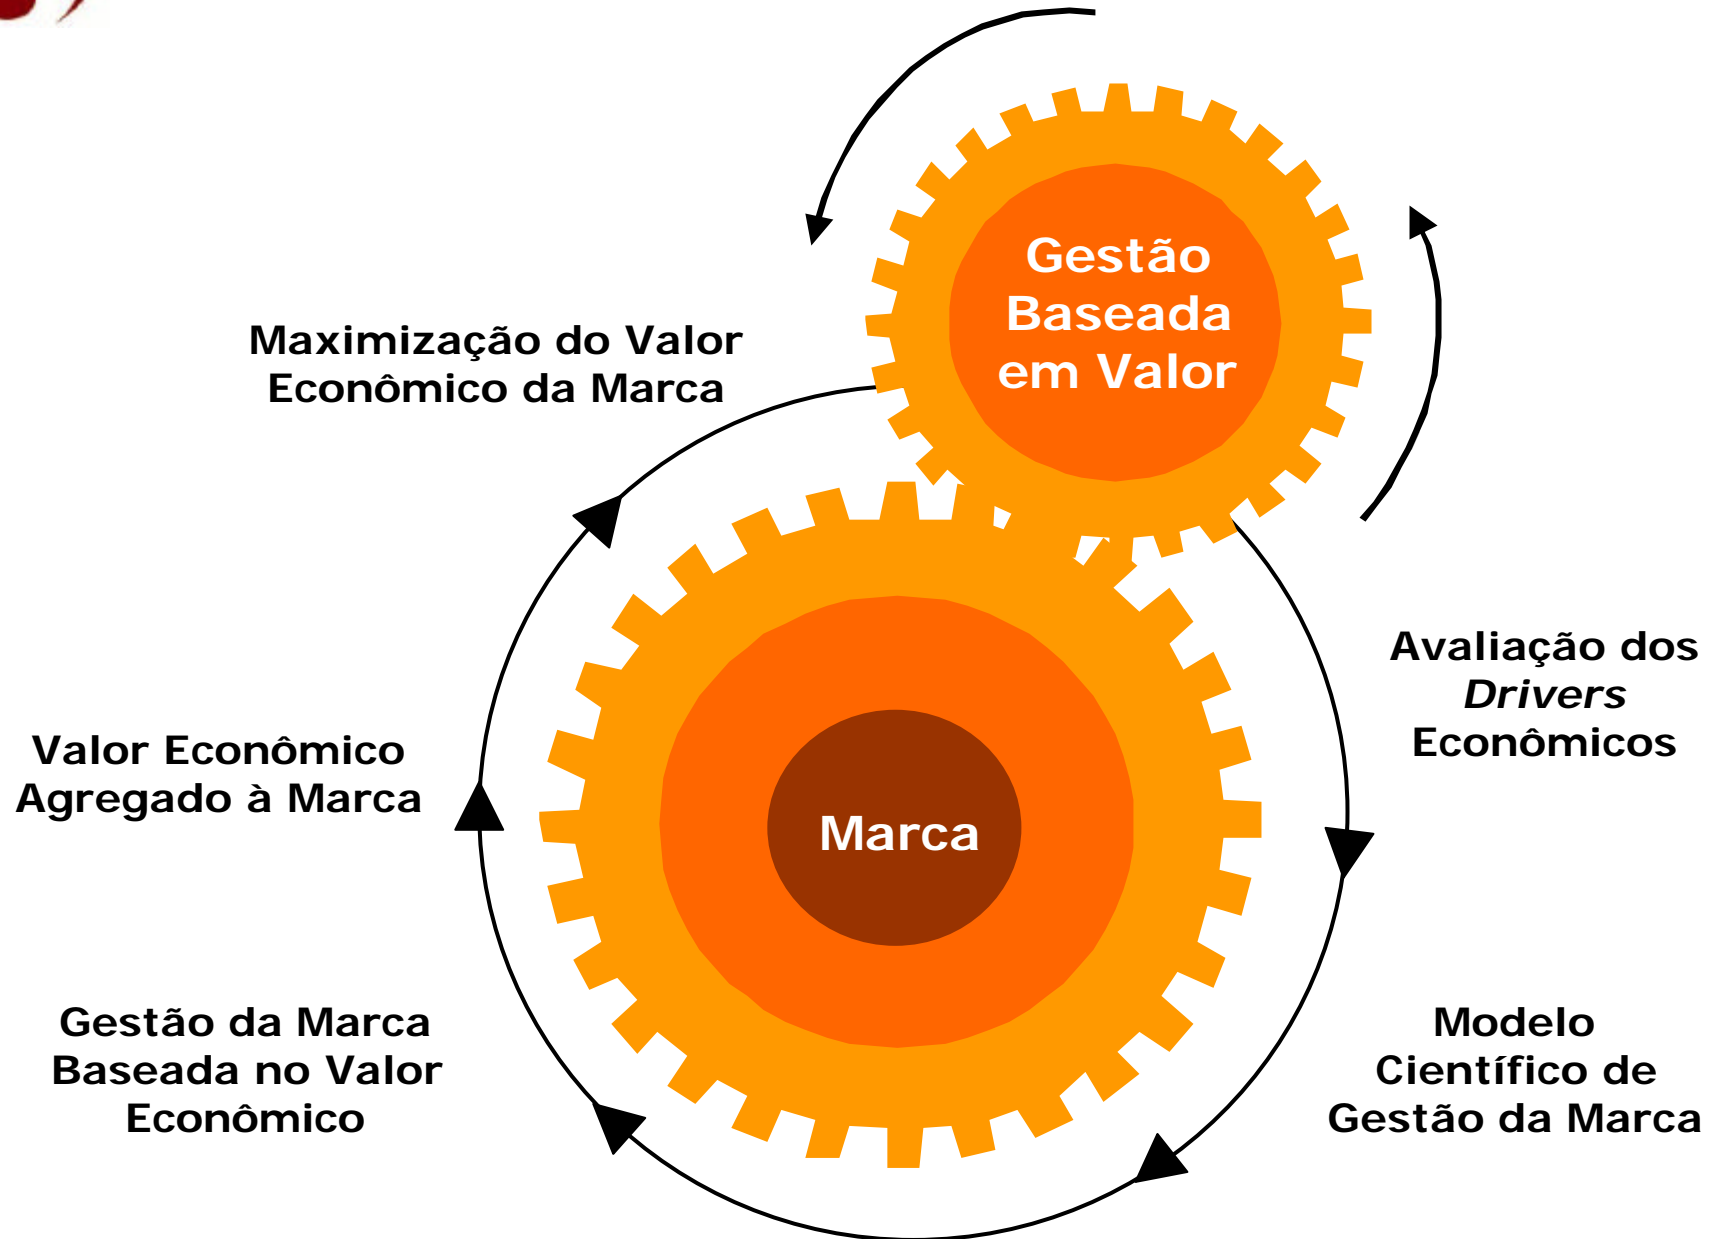 Gestão
Baseada
em Valor
Maximização do Valor
Econômico da Marca
Avaliação dos
Drivers
Econômicos
Valor Econômico
Agregado à Marca
Marca
Gestão da Marca
Baseada no Valor
Econômico
Modelo
Científico de
Gestão da Marca